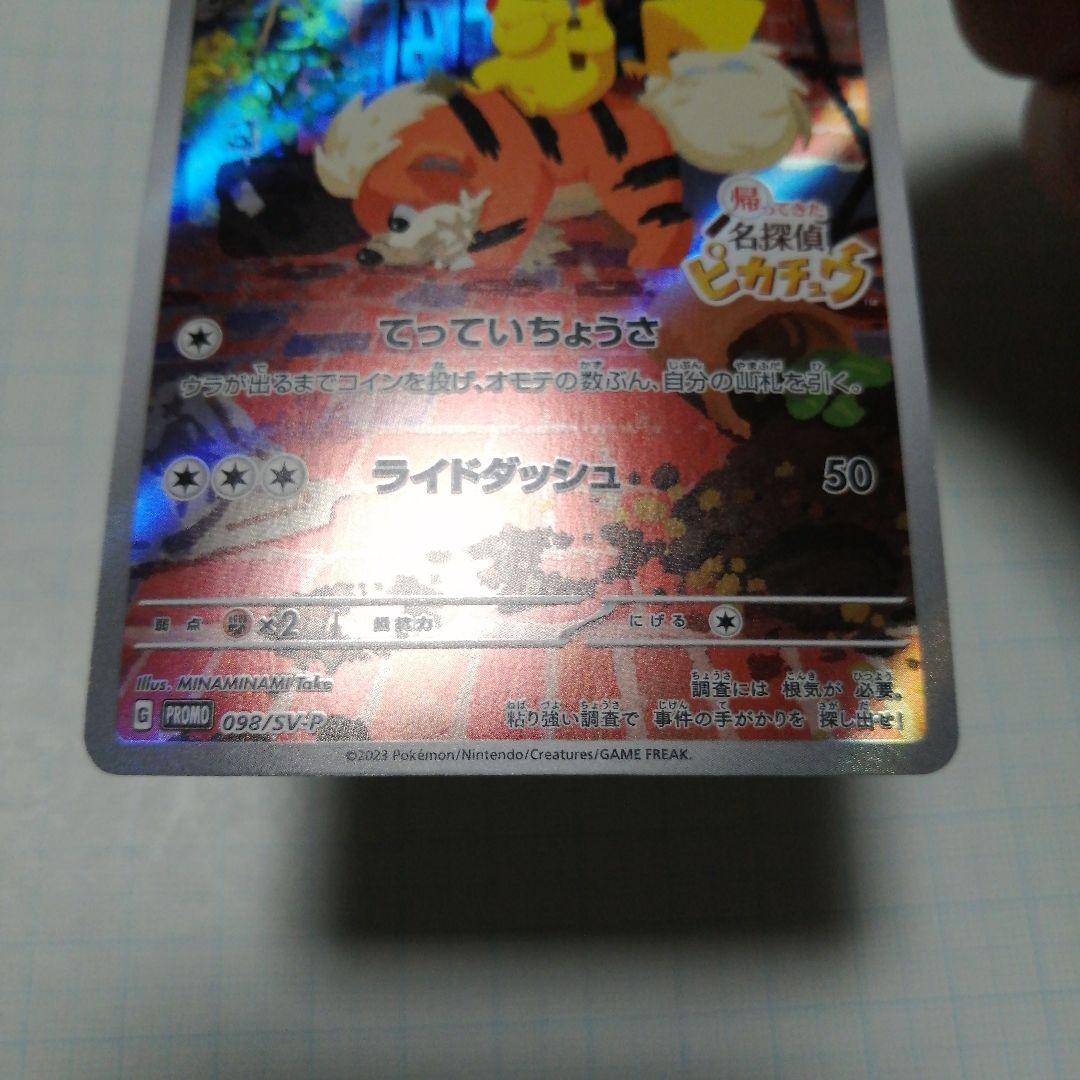 帰ってきた
名探偵
ピカチュウ
™
てっていちょうさ
ウラが出るまでコインを投げ、オモテの数ぶん、自分の山札を引く。
ライドダッシュ 50
弱点 ×2 抵抗力 にげる
Illus. MINAMINAMI Take
調査には 根気が 必要。
G PROMO 098/SV-P 粘り強い調査で 事件の手がかりを 探し出せ!
©2023 Pokémon/Nintendo/Creatures/GAME FREAK.